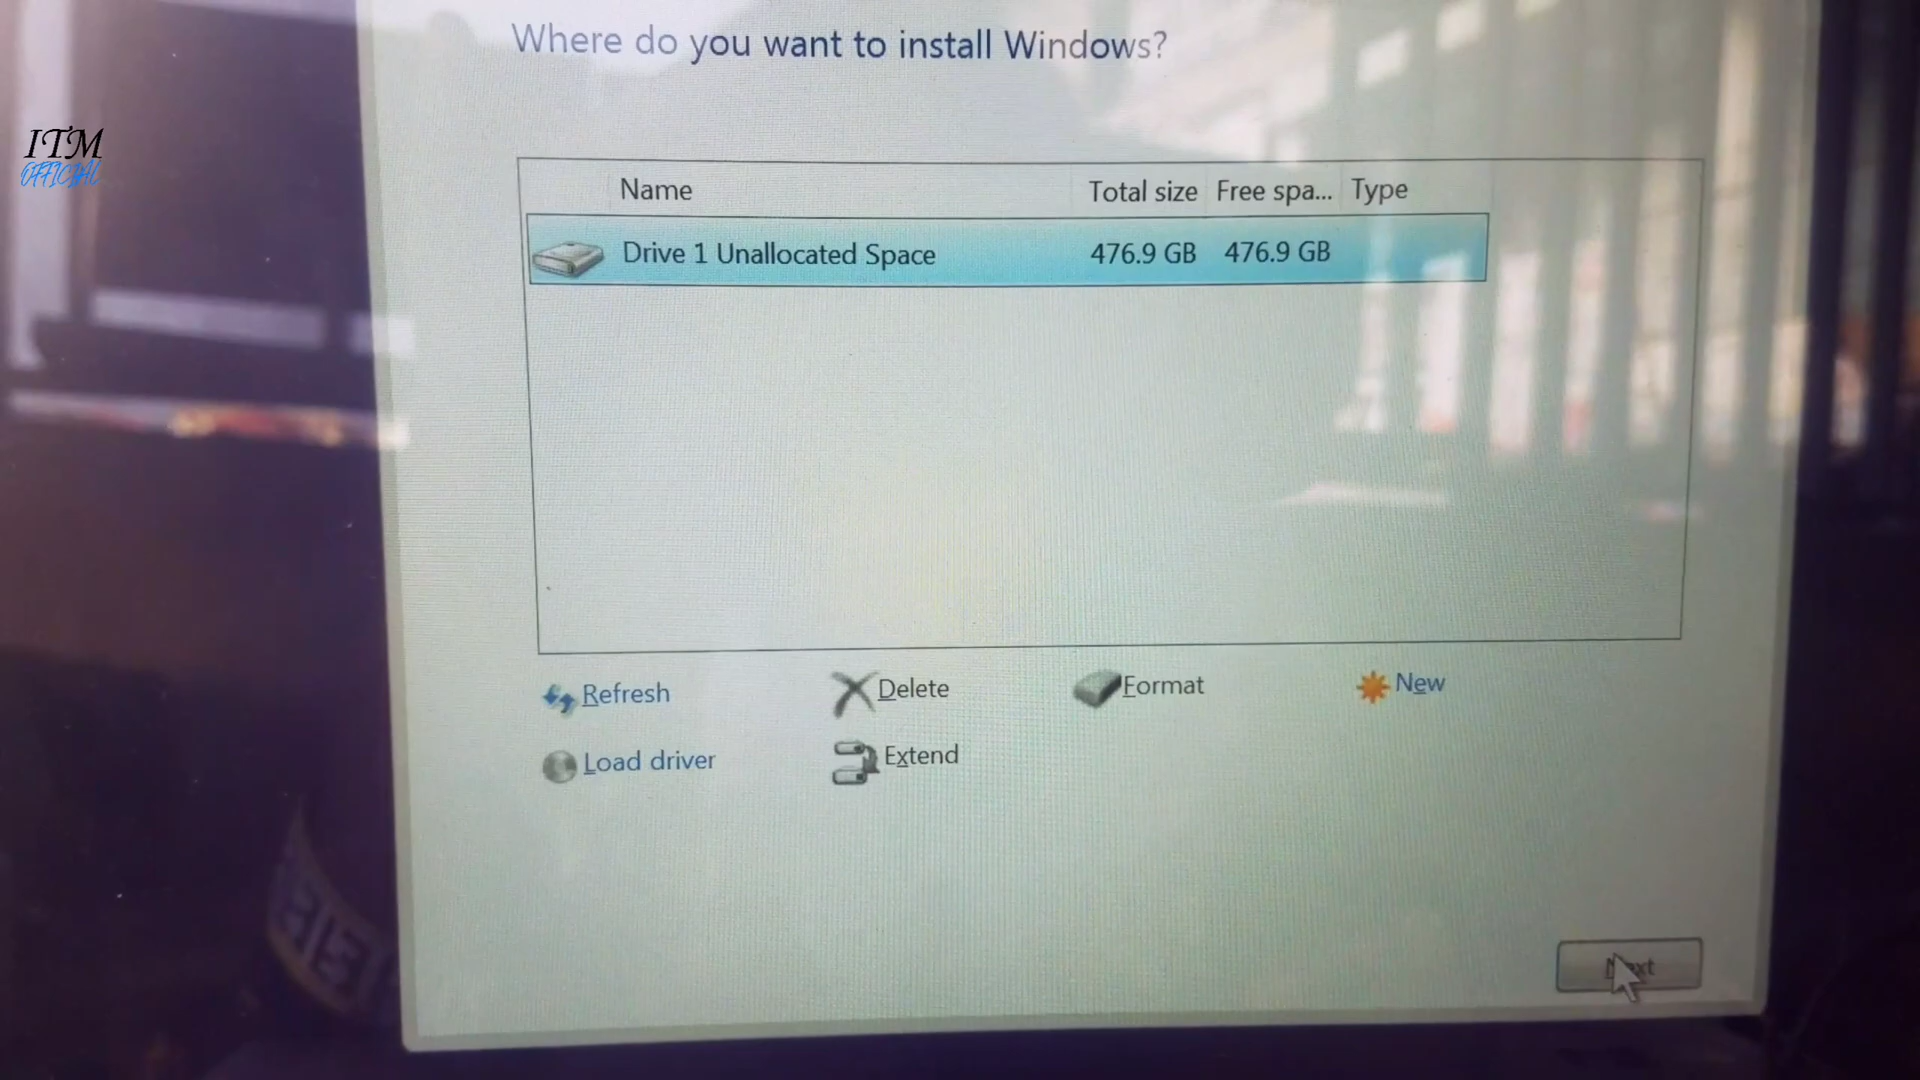 Where do you want to install Windows?
ITM
OFFICIAL
Name Total size Free spa... Type
Drive 1 Unallocated Space 476.9 GB 476.9 GB
Refresh Delete Format New
Load driver Extend
Next